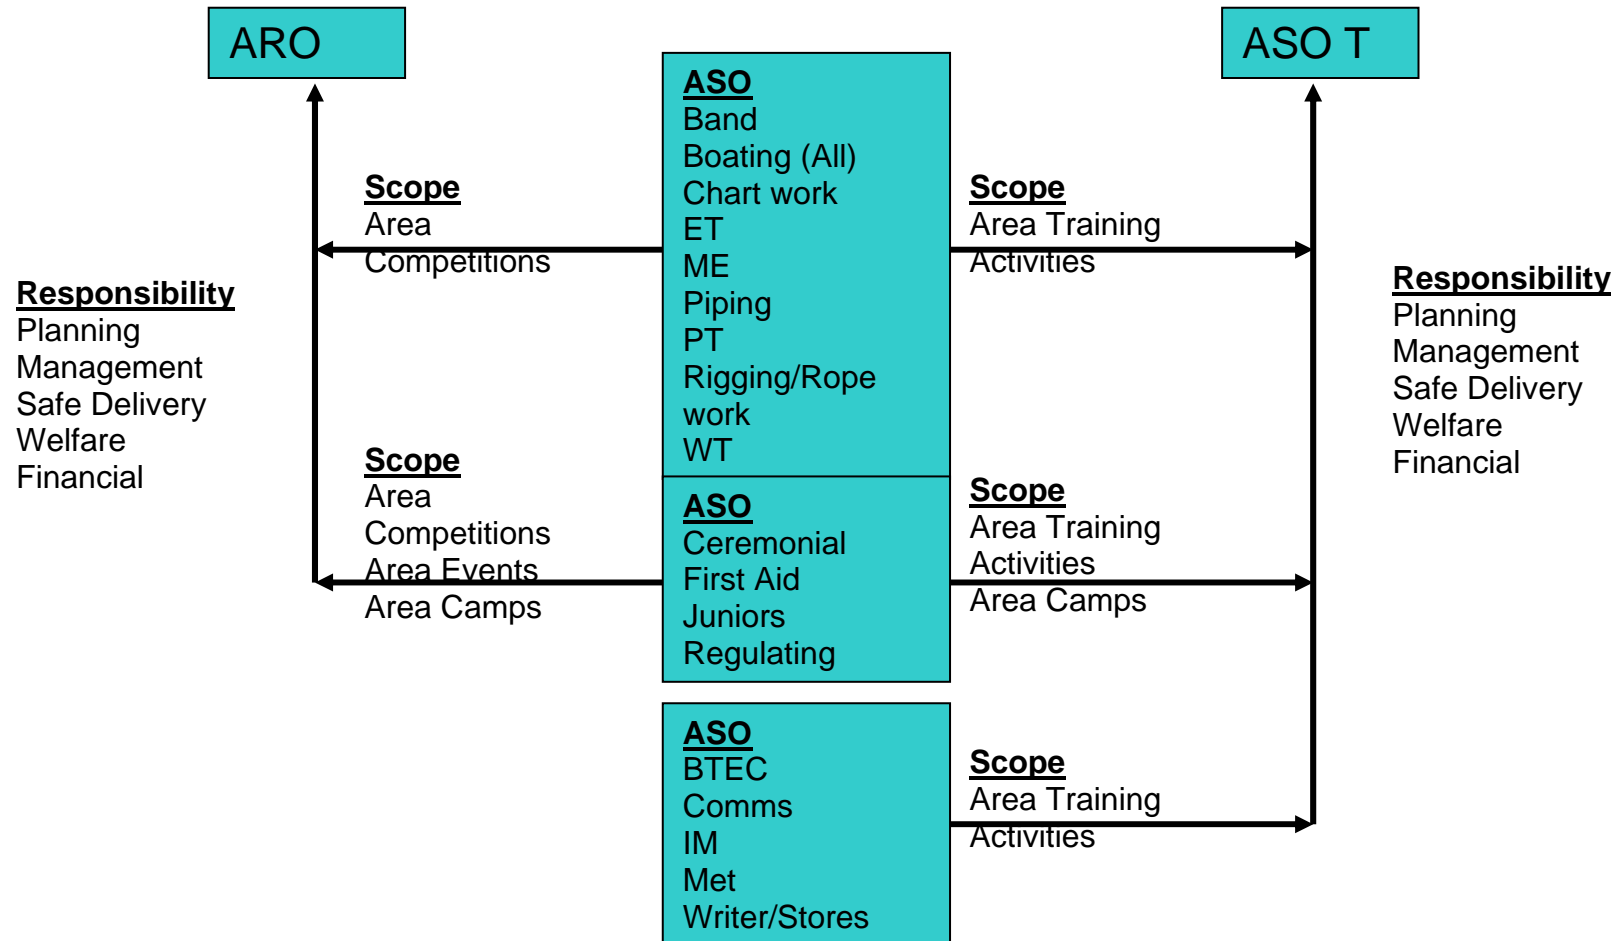 ARO
ASO T
ASO
Band
Boating (All)
Chart work
ET
ME
Piping
PT
Rigging/Rope
work
WT
Scope
Area
Competitions
Scope
Area Training
Activities
Responsibility
Planning
Management
Safe Delivery
Welfare
Financial
Responsibility
Planning
Management
Safe Delivery
Welfare
Financial
Scope
Area
Competitions
Area Events
Area Camps
ASO
Ceremonial
First Aid
Juniors
Regulating
Scope
Area Training
Activities
Area Camps
ASO
BTEC
Comms
IM
Met
Writer/Stores
Scope
Area Training
Activities